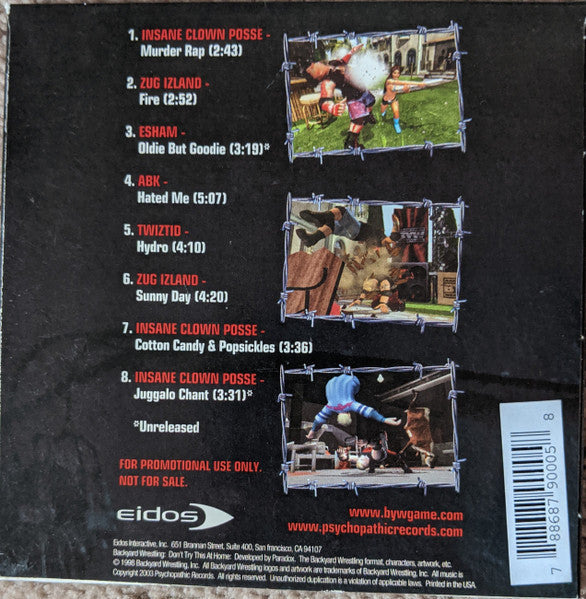 1. INSANE CLOWN POSSE -
Murder Rap (2:43)
2. ZUG IZLAND -
Fire (2:52)
3. ESHAM -
Oldie But Goodie (3:19)*
4. ABK -
Hated Me (5:07)
5. TWIZTID -
Hydro (4:10)
6. ZUG IZLAND -
Sunny Day (4:20)
7. INSANE CLOWN POSSE -
Cotton Candy & Popsickles (3:36)
8. INSANE CLOWN POSSE -
Juggalo Chant (3:31)*
*Unreleased
FOR PROMOTIONAL USE ONLY.
NOT FOR SALE.
eidos
www.bywgame.com
www.psychopathicrecords.com
Eidos Interactive, Inc. 651 Brannan Street, Suite 400, San francisco, CA 94107
Backyard Wrestling: Don't Try This At Home: Developed by Paradox. The Backyard Wrestling format, characters, artwork, etc.
© 1998 Backyard Wrestling, Inc. All Backyard Wrestling logos and artwork are trademarks of Backyard Wrestling, Inc. All music is
Copyright 2003 Psychopathic Records. All rights reserved. Unauthorized duplication is a violation of applicable laws. Printed in the USA.
7 88687 90005 8